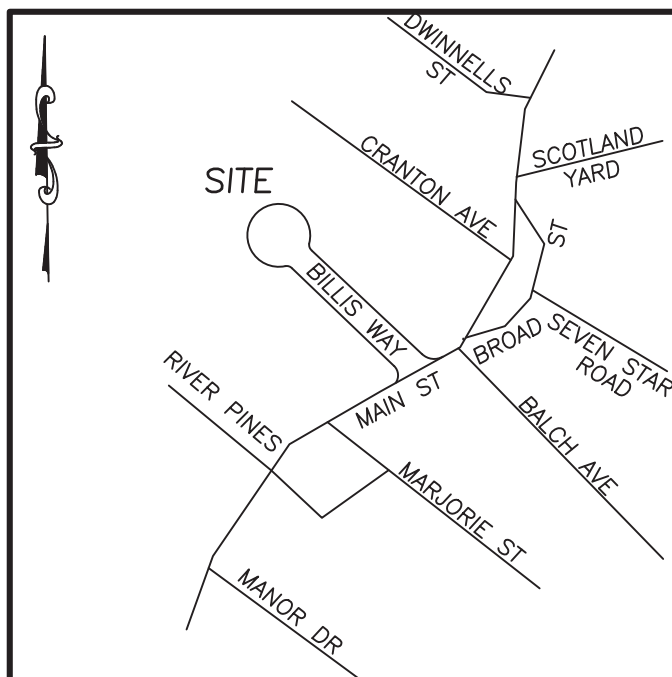 DWINNELLS
ST
CRANTON AVE
SCOTLAND
YARD
SITE
ST
BILLIS WAY
BROAD
SEVEN STAR
ROAD
RIVER PINES
MAIN ST
BALCH AVE
MARJORIE ST
MANOR DR